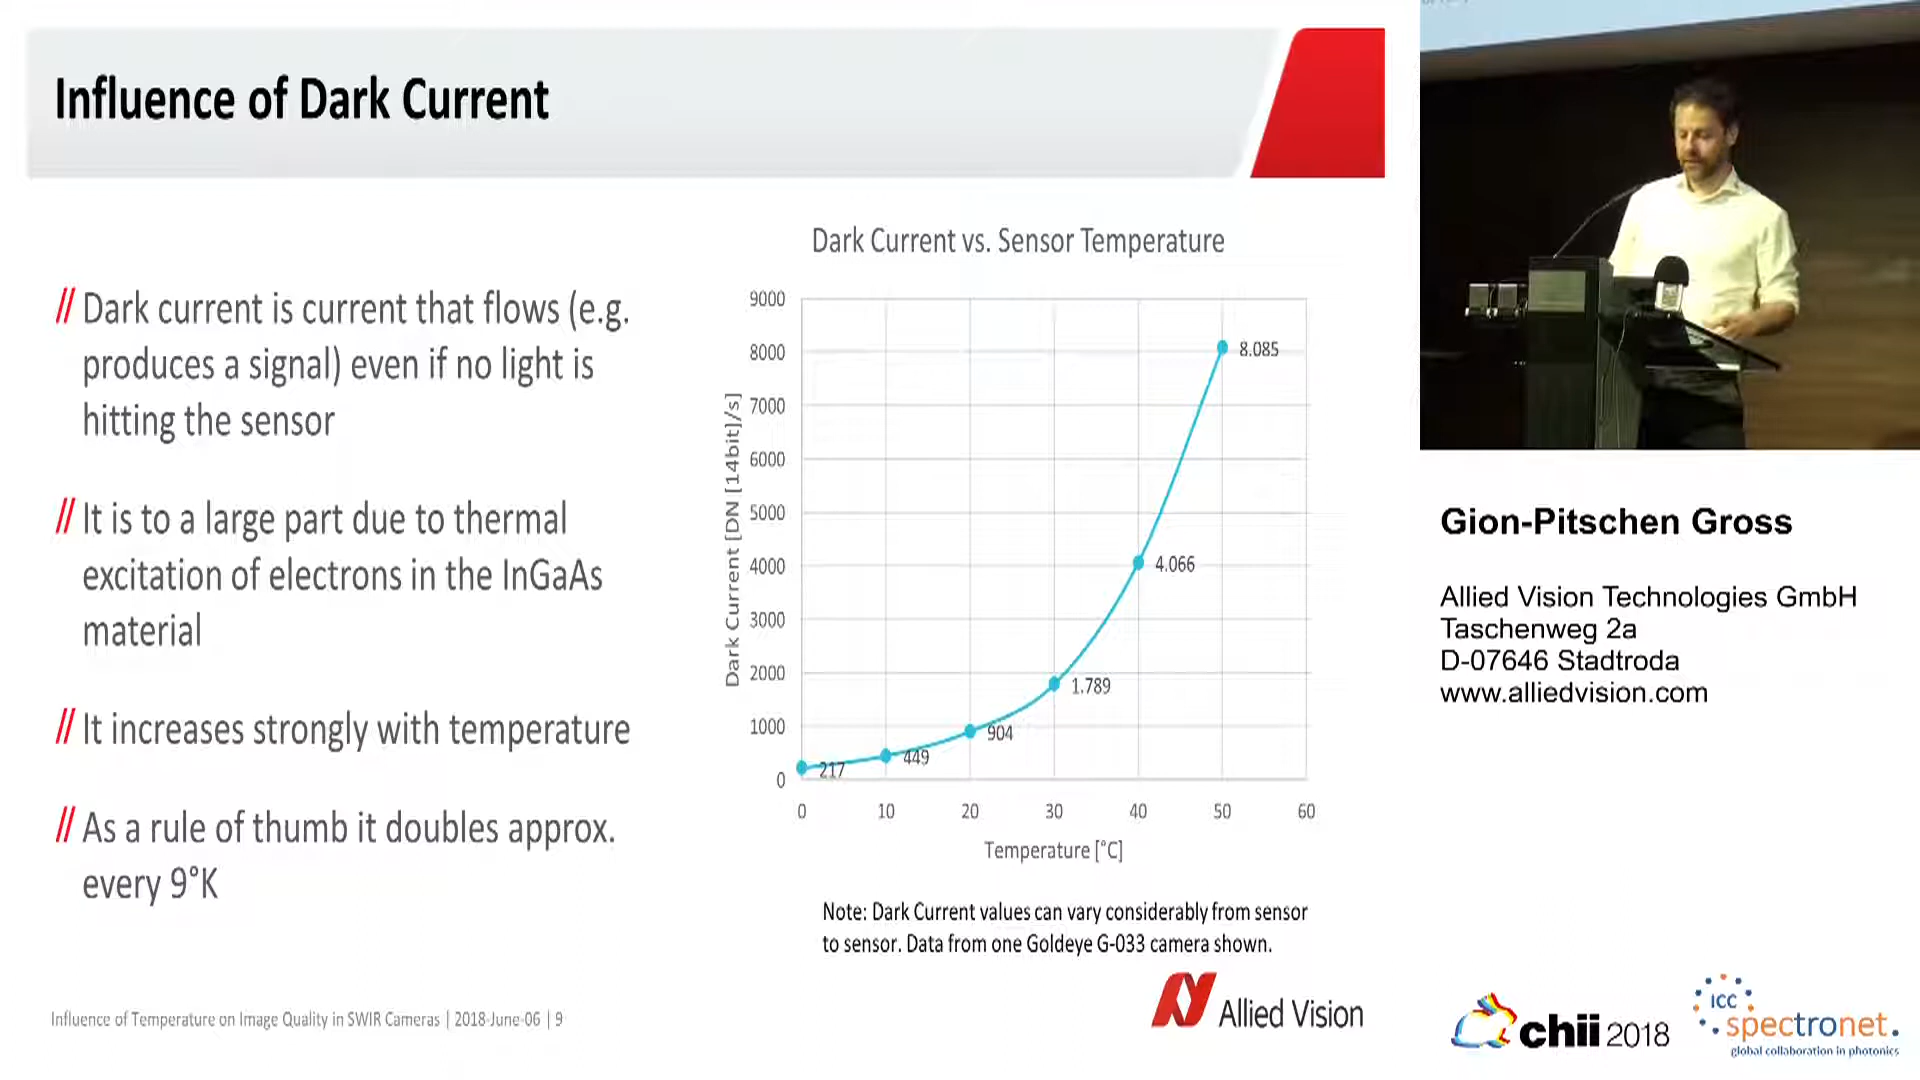 Influence of Dark Current
// Dark current is current that flows (e.g.
produces a signal) even if no light is
hitting the sensor
// It is to a large part due to thermal
excitation of electrons in the InGaAs
material
// It increases strongly with temperature
// As a rule of thumb it doubles approx.
every 9°K
Dark Current vs. Sensor Temperature
Dark Current [DN [14bit]/s]
9000
8000
7000
6000
5000
4000
3000
2000
1000
0
217
449
904
1.789
4.066
8.085
0 10 20 30 40 50 60
Temperature [°C]
Note: Dark Current values can vary considerably from sensor
to sensor. Data from one Goldeye G-033 camera shown.
Influence of Temperature on Image Quality in SWIR Cameras | 2018-June-06 | 9
Allied Vision
Gion-Pitschen Gross
Allied Vision Technologies GmbH
Taschenweg 2a
D-07646 Stadtroda
www.alliedvision.com
chii 2018
ICC
spectronet.
global collaboration in photonics